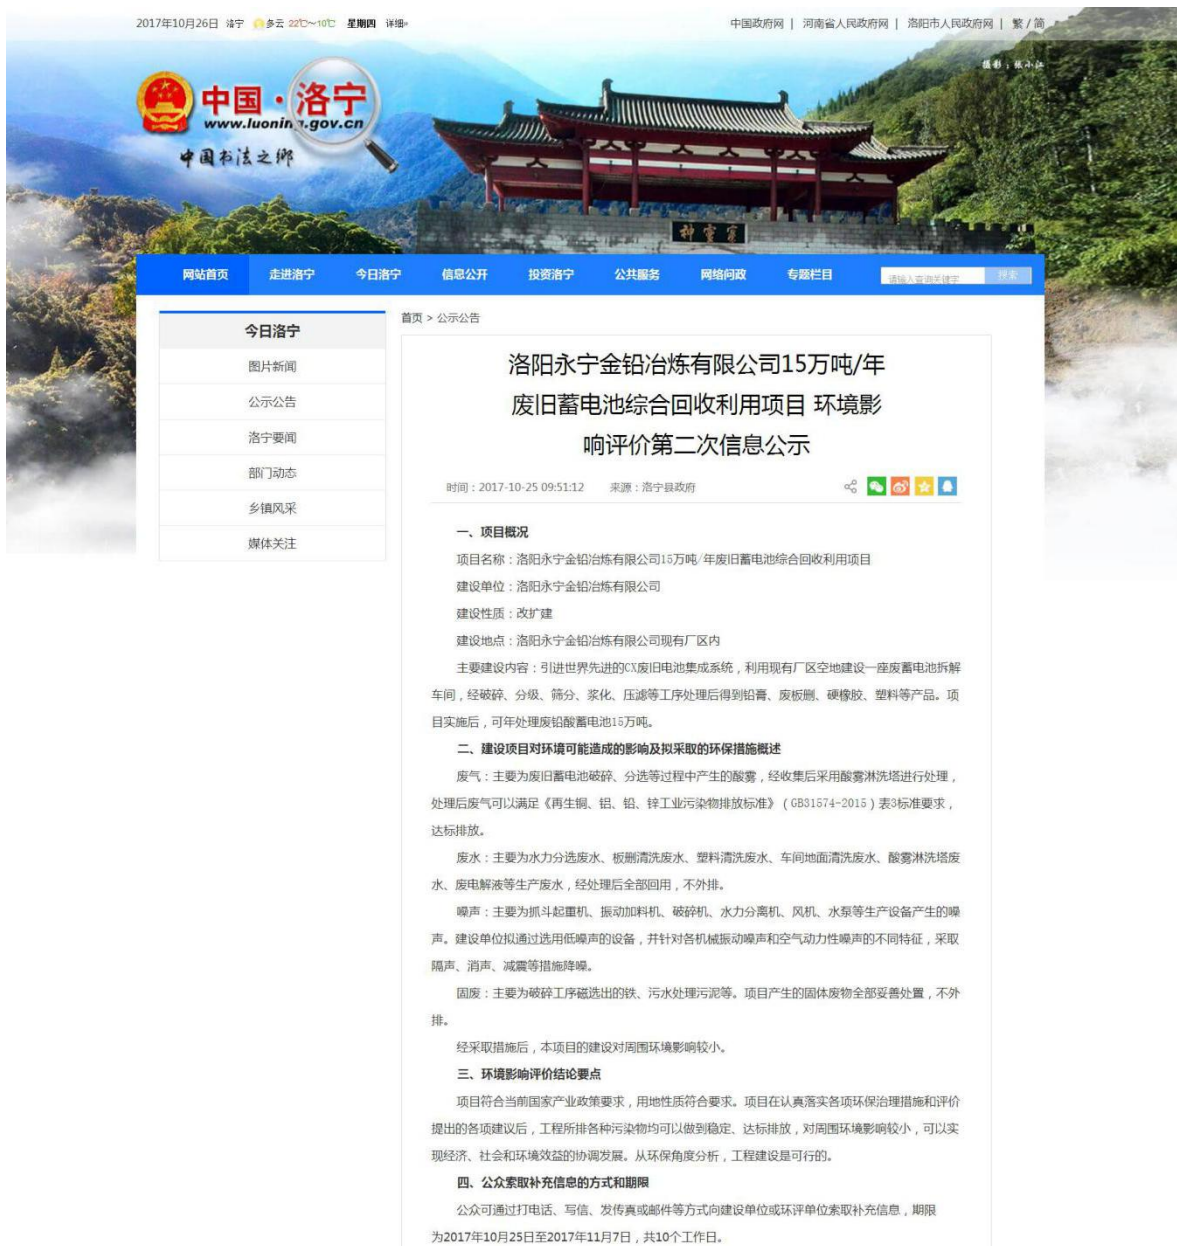 2017年10月26日 洛宁 多云 22℃~10℃ 星期四 详细»
中国政府网 | 河南省人民政府网 | 洛阳市人民政府网 | 繁 / 简
摄影：张小江
中国·洛宁
www.luoning.gov.cn
中国书法之乡
神灵寨
网站首页 走进洛宁 今日洛宁 信息公开 投资洛宁 公共服务 网络问政 专题栏目 请输入查询关键字 搜索
今日洛宁
图片新闻
公示公告
洛宁要闻
部门动态
乡镇风采
媒体关注
首页 > 公示公告
洛阳永宁金铅冶炼有限公司15万吨/年
废旧蓄电池综合回收利用项目 环境影
响评价第二次信息公示
时间：2017-10-25 09:51:12 来源：洛宁县政府
一、项目概况
项目名称：洛阳永宁金铅冶炼有限公司15万吨/年废旧蓄电池综合回收利用项目
建设单位：洛阳永宁金铅冶炼有限公司
建设性质：改扩建
建设地点：洛阳永宁金铅冶炼有限公司现有厂区内
主要建设内容：引进世界先进的CX废旧电池集成系统，利用现有厂区空地建设一座废蓄电池拆解
车间，经破碎、分级、筛分、浆化、压滤等工序处理后得到铅膏、废板删、硬橡胶、塑料等产品。项
目实施后，可年处理废铅酸蓄电池15万吨。
二、建设项目对环境可能造成的影响及拟采取的环保措施概述
废气：主要为废旧蓄电池破碎、分选等过程中产生的酸雾，经收集后采用酸雾淋洗塔进行处理，
处理后废气可以满足《再生铜、铝、铅、锌工业污染物排放标准》（GB31574-2015）表3标准要求，
达标排放。
废水：主要为水力分选废水、板删清洗废水、塑料清洗废水、车间地面清洗废水、酸雾淋洗塔废
水、废电解液等生产废水，经处理后全部回用，不外排。
噪声：主要为抓斗起重机、振动加料机、破碎机、水力分离机、风机、水泵等生产设备产生的噪
声。建设单位拟通过选用低噪声的设备，并针对各机械振动噪声和空气动力性噪声的不同特征，采取
隔声、消声、减震等措施降噪。
固废：主要为破碎工序磁选出的铁、污水处理污泥等。项目产生的固体废物全部妥善处置，不外
排。
经采取措施后，本项目的建设对周围环境影响较小。
三、环境影响评价结论要点
项目符合当前国家产业政策要求，用地性质符合要求。项目在认真落实各项环保治理措施和评价
提出的各项建议后，工程所排各种污染物均可以做到稳定、达标排放，对周围环境影响较小，可以实
现经济、社会和环境效益的协调发展。从环保角度分析，工程建设是可行的。
四、公众索取补充信息的方式和期限
公众可通过打电话、写信、发传真或邮件等方式向建设单位或环评单位索取补充信息，期限
为2017年10月25日至2017年11月7日，共10个工作日。